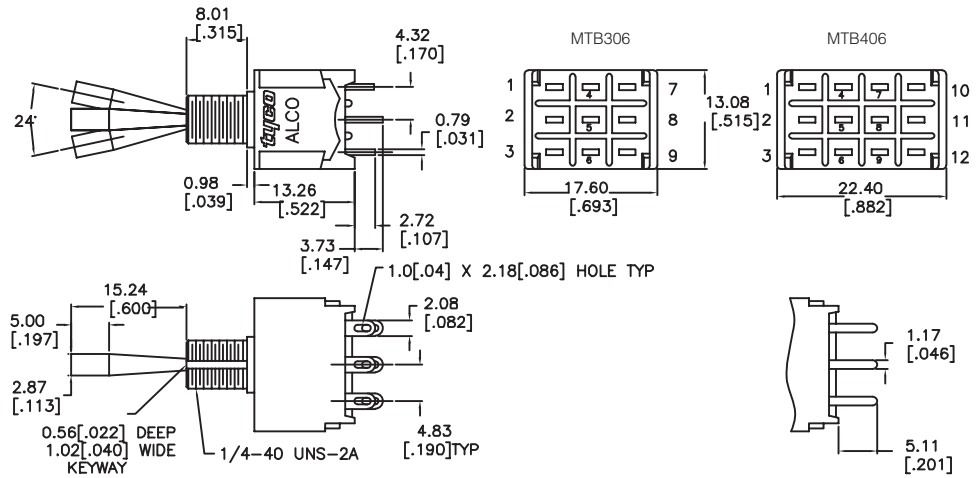 8.01
[.315]
4.32
[.170]
24°
tyco
ALCO
0.79
[.031]
0.98
[.039]
13.26
[.522]
2.72
[.107]
3.73
[.147]
MTB306
1 4 7
2 5 8
3 6 9
13.08
[.515]
17.60
[.693]
MTB406
1 4 7 10
2 5 8 11
3 6 9 12
22.40
[.882]
1.0[.04] X 2.18[.086] HOLE TYP
15.24
[.600]
5.00
[.197]
2.08
[.082]
2.87
[.113]
0.56[.022] DEEP
1.02[.040] WIDE
KEYWAY
1/4-40 UNS-2A
4.83
[.190]TYP
1.17
[.046]
5.11
[.201]